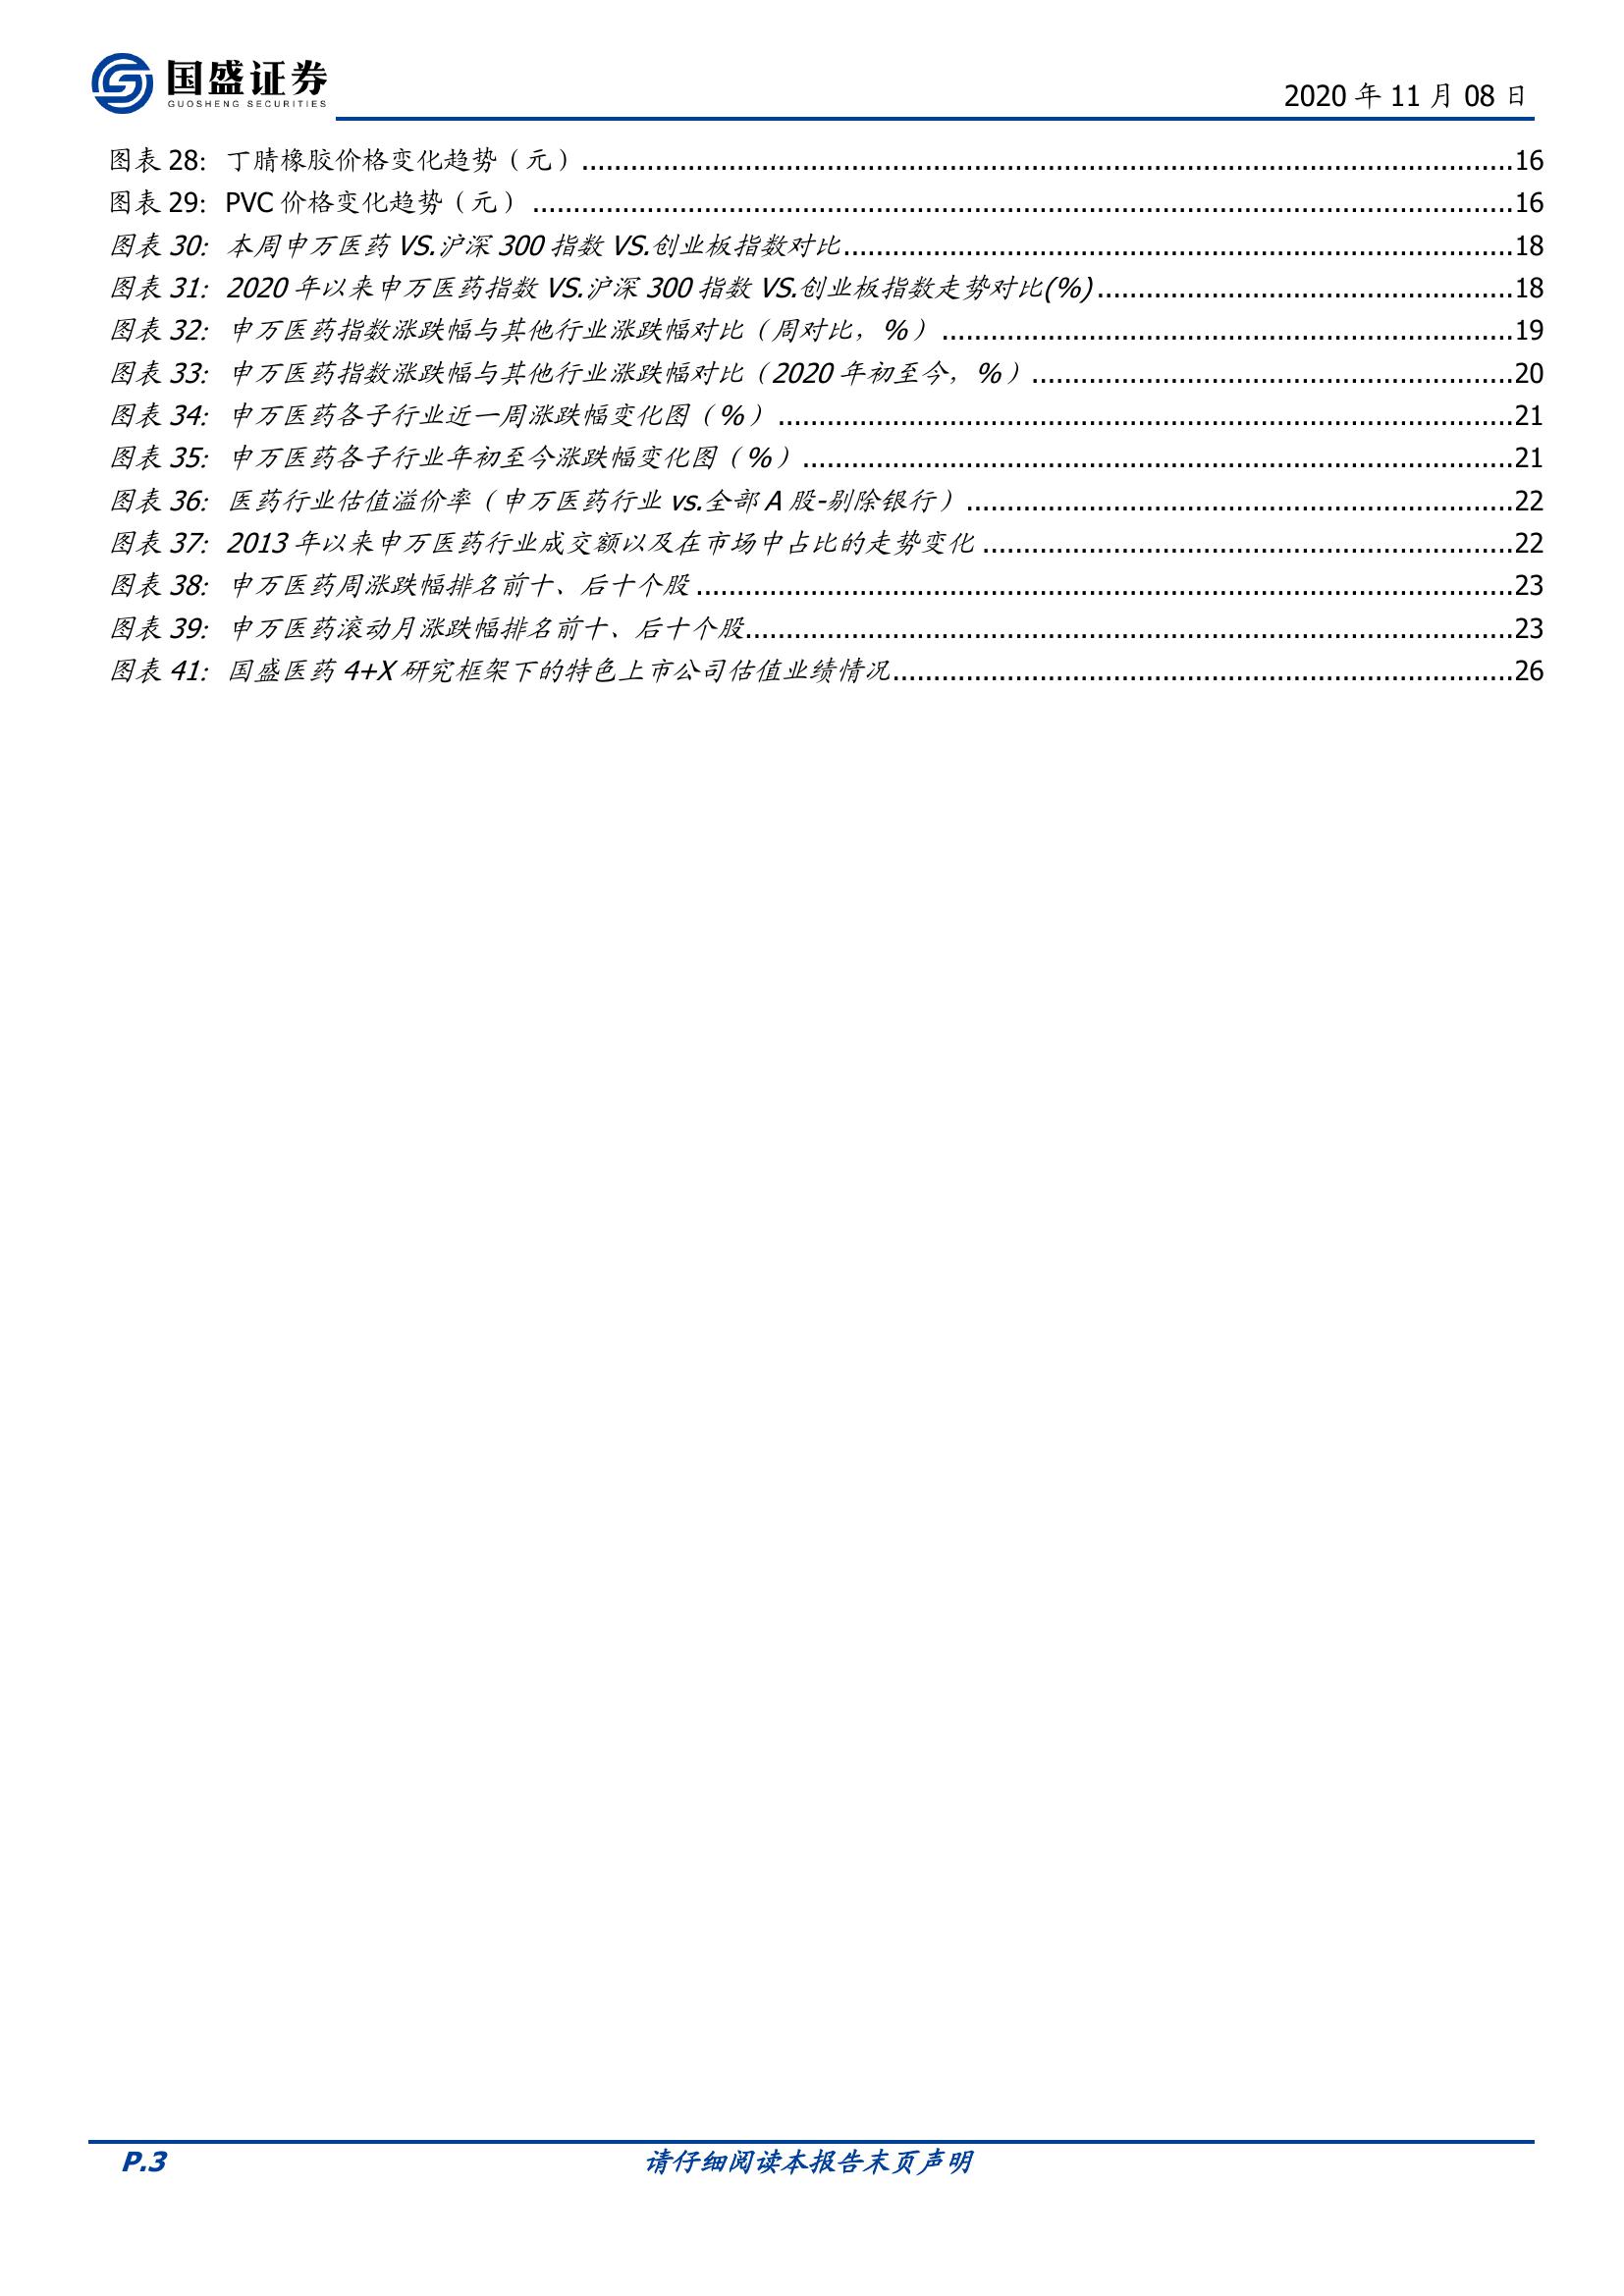 国盛证券
GUOSHENG SECURITIES
2020 年 11 月 08 日
图表 28: 丁腈橡胶价格变化趋势（元）...16
图表 29: PVC 价格变化趋势（元）...16
图表 30: 本周申万医药 VS.沪深 300 指数 VS.创业板指数对比...18
图表 31: 2020 年以来申万医药指数 VS.沪深 300 指数 VS.创业板指数走势对比(%)...18
图表 32: 申万医药指数涨跌幅与其他行业涨跌幅对比（周对比，%）...19
图表 33: 申万医药指数涨跌幅与其他行业涨跌幅对比（2020 年初至今，%）...20
图表 34: 申万医药各子行业近一周涨跌幅变化图（%）...21
图表 35: 申万医药各子行业年初至今涨跌幅变化图（%）...21
图表 36: 医药行业估值溢价率（申万医药行业 vs.全部 A 股-剔除银行）...22
图表 37: 2013 年以来申万医药行业成交额以及在市场中占比的走势变化...22
图表 38: 申万医药周涨跌幅排名前十、后十个股...23
图表 39: 申万医药滚动月涨跌幅排名前十、后十个股...23
图表 41: 国盛医药 4+X 研究框架下的特色上市公司估值业绩情况...26
P.3
请仔细阅读本报告末页声明